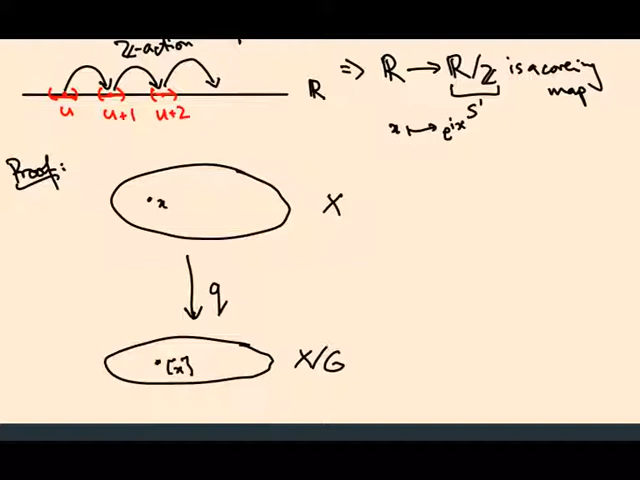 ℤ-action
⇒ ℝ → ℝ/ℤ is a covering map
S¹
u u+1 u+2 ℝ
x ↦ e^{ix}
Proof:
·x X
q
·[x] X/G